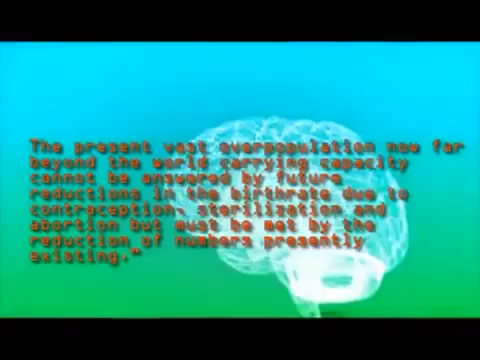 The present vast overpopulation now far
beyond the world carrying capacity
cannot be answered by future
reductions in the birthrate due to
contraception, sterilization and
abortion but must be met by the
reduction of numbers presently
existing."